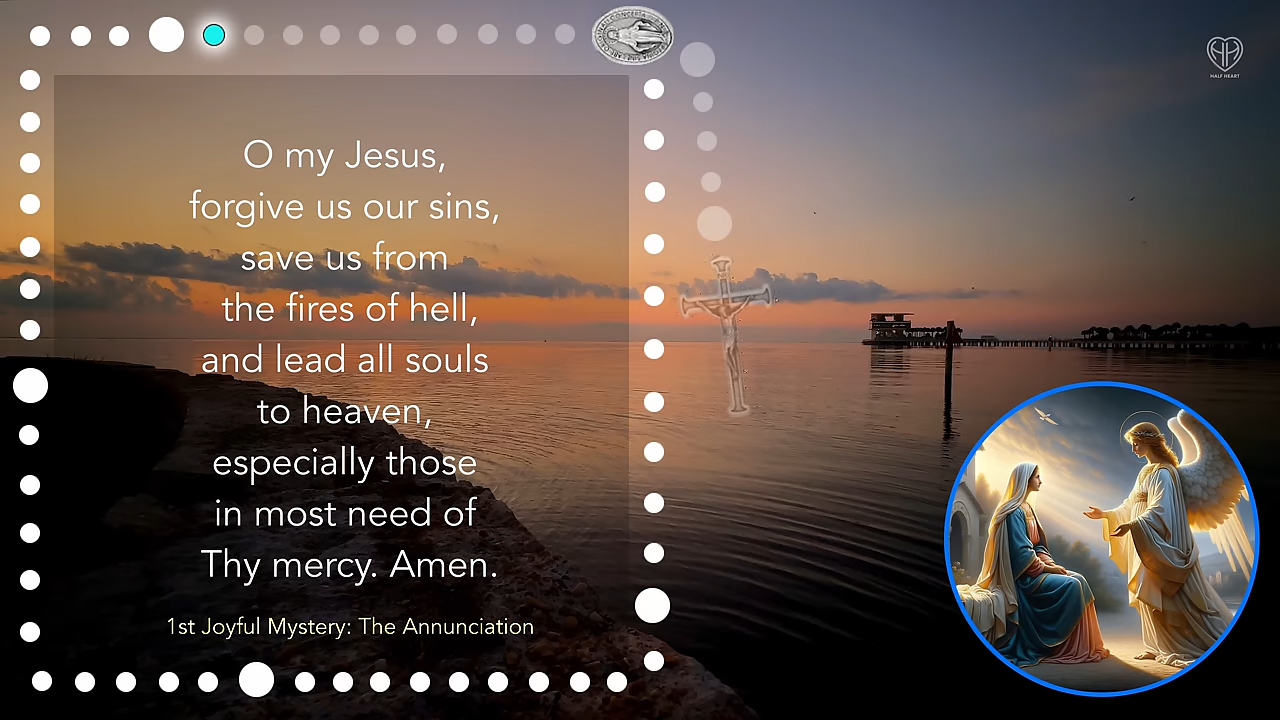 O my Jesus,
forgive us our sins,
save us from
the fires of hell,
and lead all souls
to heaven,
especially those
in most need of
Thy mercy. Amen.
1st Joyful Mystery: The Annunciation
HALF HEART